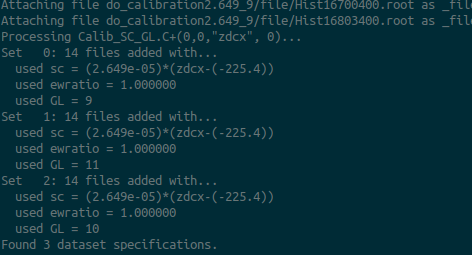 Attaching file do_calibration2.649_9/file/Hist16700400.root as _file
Attaching file do_calibration2.649_9/file/Hist16803400.root as _file
Processing Calib_SC_GL.C+(0,0,"zdcx", 0)...
Set   0: 14 files added with...
  used sc = (2.649e-05)*(zdcx-(-225.4))
  used ewratio = 1.000000
  used GL = 9
Set   1: 14 files added with...
  used sc = (2.649e-05)*(zdcx-(-225.4))
  used ewratio = 1.000000
  used GL = 11
Set   2: 14 files added with...
  used sc = (2.649e-05)*(zdcx-(-225.4))
  used ewratio = 1.000000
  used GL = 10
Found 3 dataset specifications.